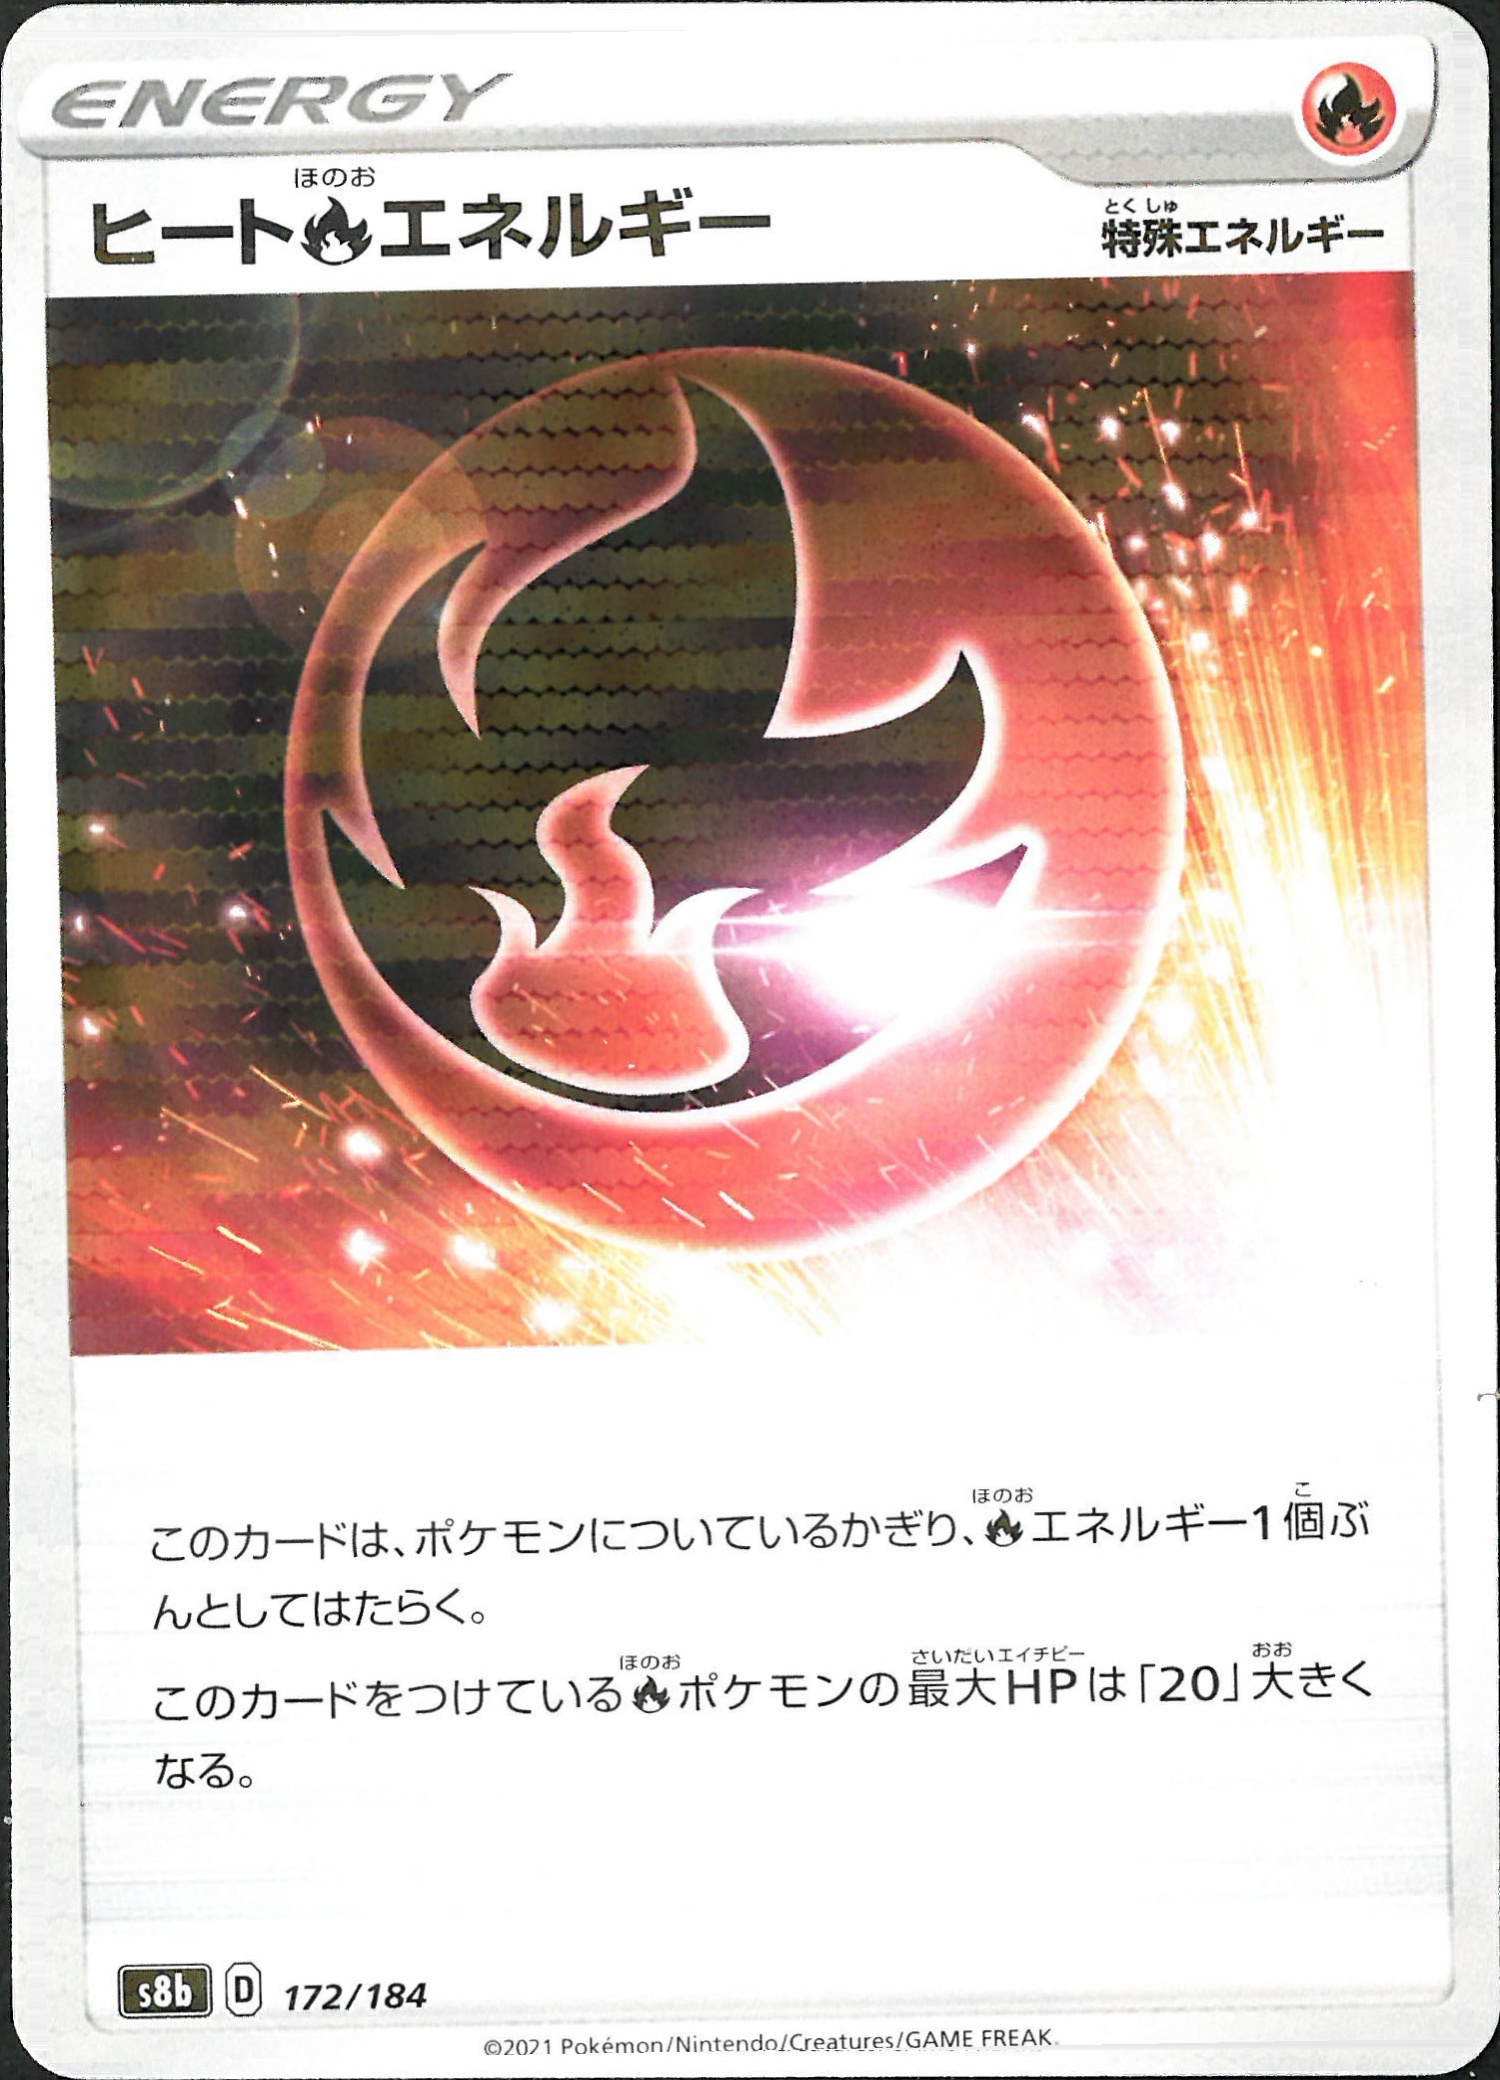 ENERGY
ほのお
ヒートエネルギー
とくしゅ
特殊エネルギー
ほのお こ
このカードは、ポケモンについているかぎり、エネルギー1個ぶ
んとしてはたらく。
ほのお さいだいエイチピー おお
このカードをつけているポケモンの最大HPは「20」大きく
なる。
s8b D 172/184
©2021 Pokémon/Nintendo/Creatures/GAME FREAK.